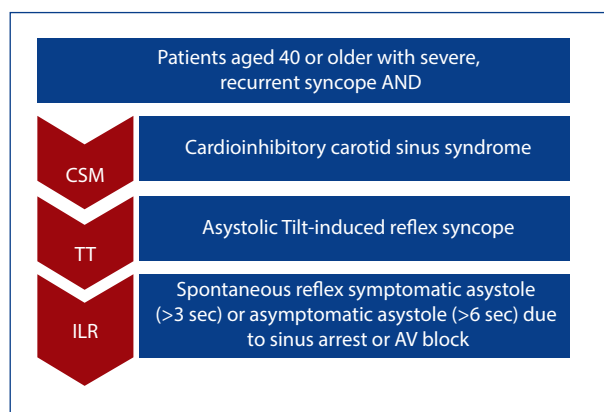 Patients aged 40 or older with severe,
recurrent syncope AND
CSM
Cardioinhibitory carotid sinus syndrome
TT
Asystolic Tilt-induced reflex syncope
ILR
Spontaneous reflex symptomatic asystole
(>3 sec) or asymptomatic asystole (>6 sec) due
to sinus arrest or AV block